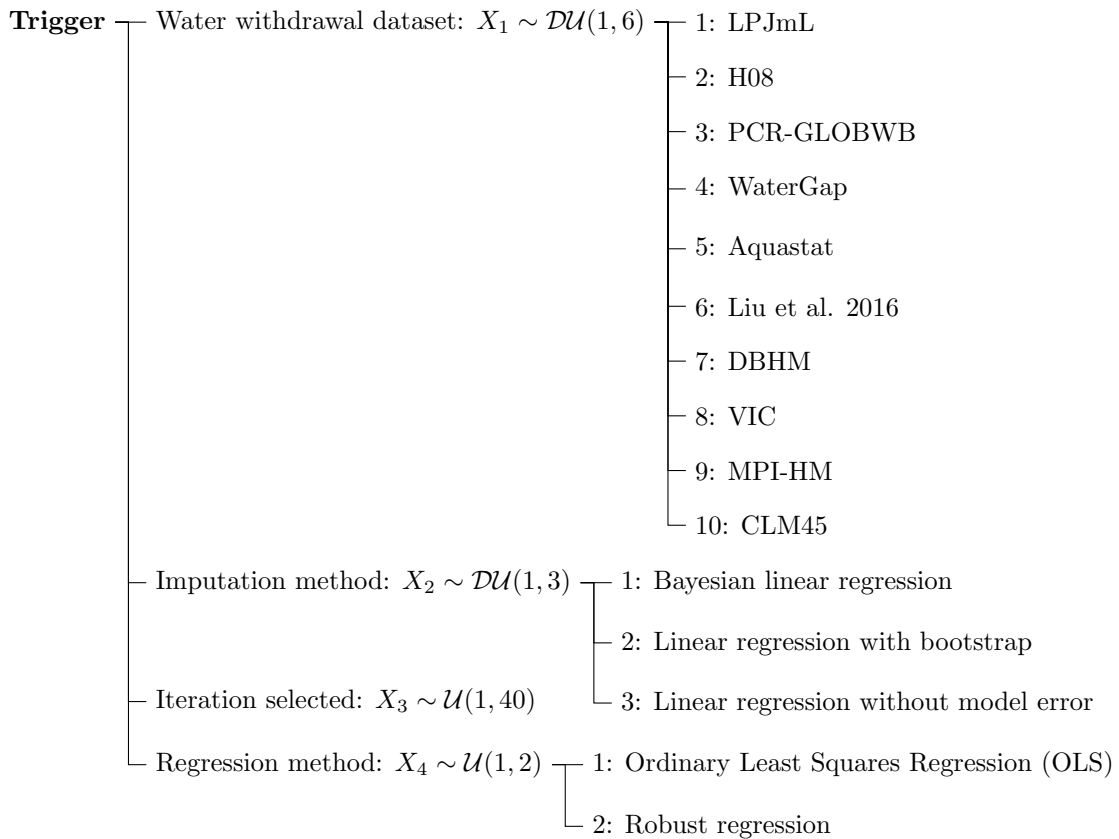 Trigger
Water withdrawal dataset: X₁ ∼ 𝒟𝒰(1, 6)
1: LPJmL
2: H08
3: PCR-GLOBWB
4: WaterGap
5: Aquastat
6: Liu et al. 2016
7: DBHM
8: VIC
9: MPI-HM
10: CLM45
Imputation method: X₂ ∼ 𝒟𝒰(1, 3)
1: Bayesian linear regression
2: Linear regression with bootstrap
3: Linear regression without model error
Iteration selected: X₃ ∼ 𝒰(1, 40)
Regression method: X₄ ∼ 𝒰(1, 2)
1: Ordinary Least Squares Regression (OLS)
2: Robust regression